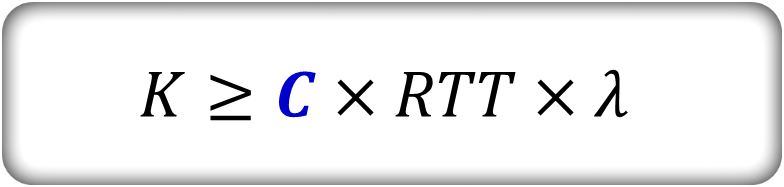 K ≥ C × RTT × λ